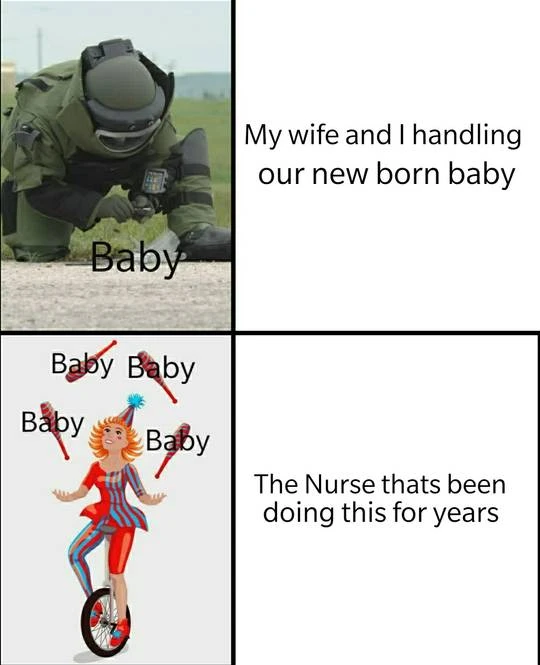 My wife and I handling
our new born baby
Baby
Baby Baby
Baby
Baby
The Nurse thats been
doing this for years